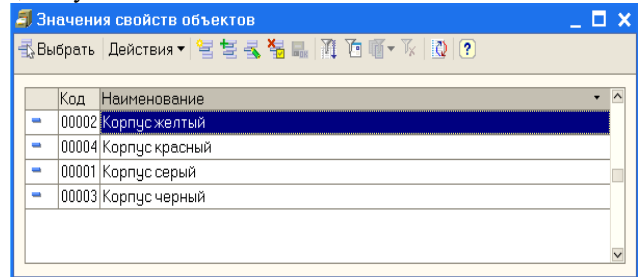 Значения свойств объектов
Выбрать Действия
Код Наименование
00002 Корпус желтый
00004 Корпус красный
00001 Корпус серый
00003 Корпус черный